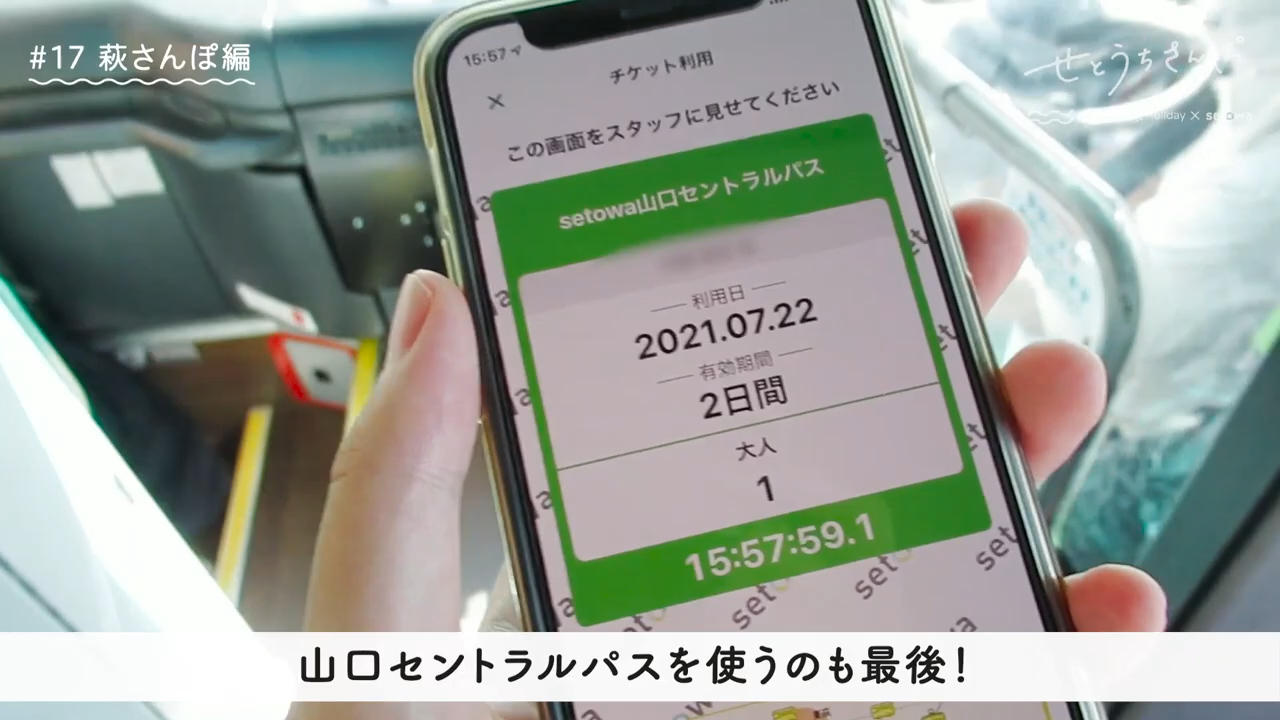 #17 萩さんぽ編
せとうちさんぽ
15:57
チケット利用
×
この画面をスタッフに見せてください
setowa山口セントラルパス
利用日
2021.07.22
有効期間
2日間
大人
1
15:57:59.1
setowa
山口セントラルパスを使うのも最後!